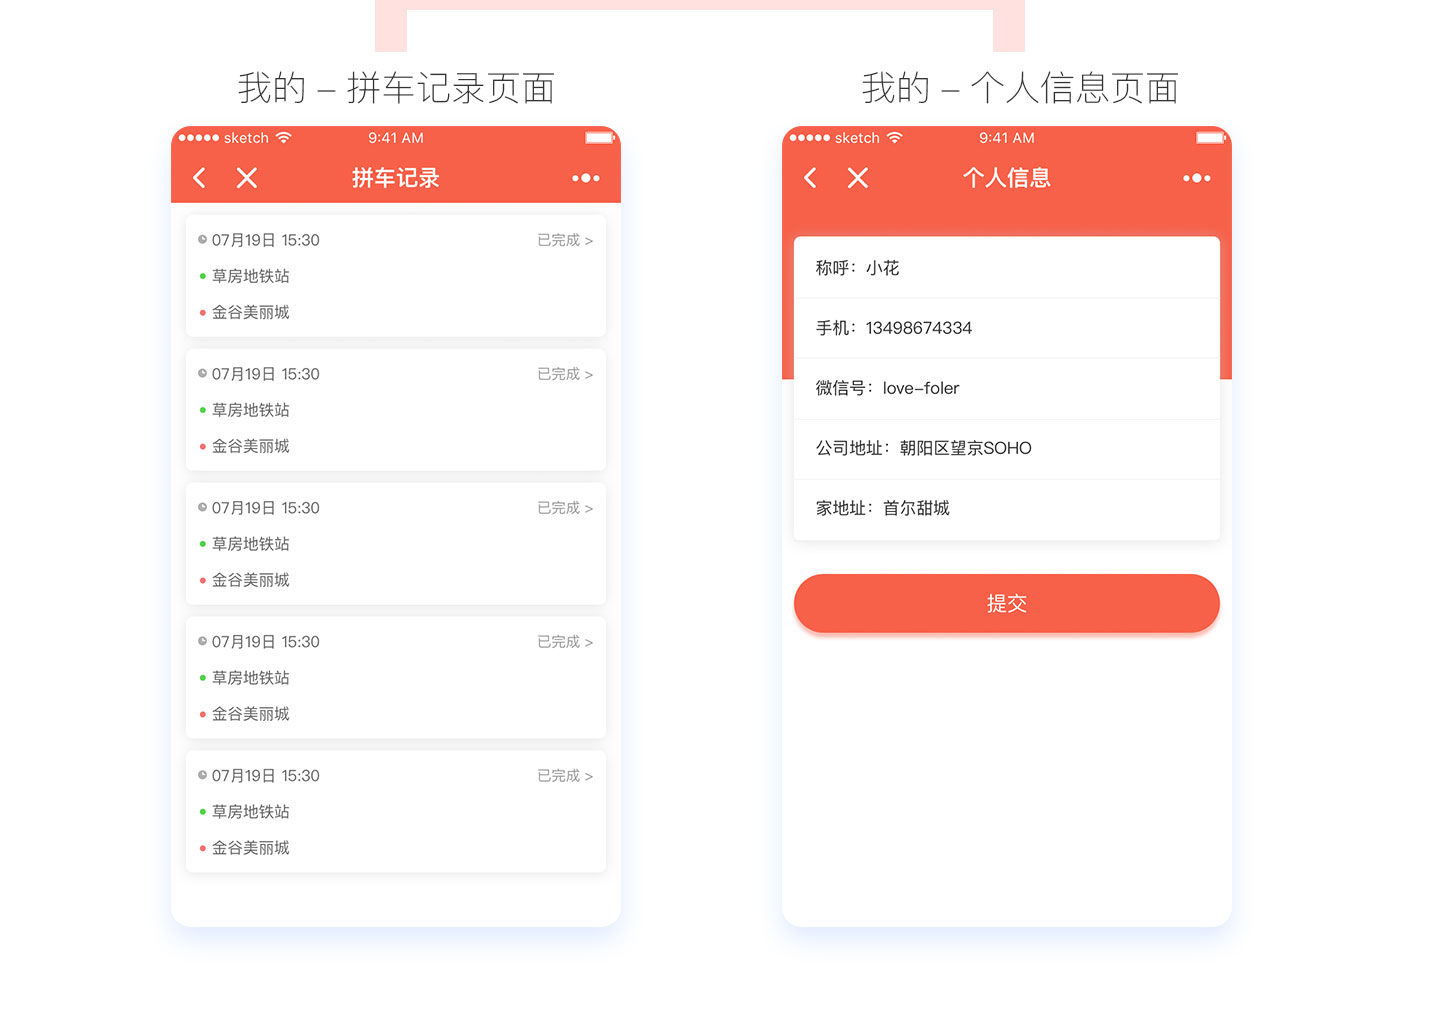 我的 – 拼车记录页面
sketch 9:41 AM
拼车记录
07月19日 15:30 已完成 >
草房地铁站
金谷美丽城
07月19日 15:30 已完成 >
草房地铁站
金谷美丽城
07月19日 15:30 已完成 >
草房地铁站
金谷美丽城
07月19日 15:30 已完成 >
草房地铁站
金谷美丽城
07月19日 15:30 已完成 >
草房地铁站
金谷美丽城
我的 – 个人信息页面
sketch 9:41 AM
个人信息
称呼：小花
手机：13498674334
微信号：love-foler
公司地址：朝阳区望京SOHO
家地址：首尔甜城
提交